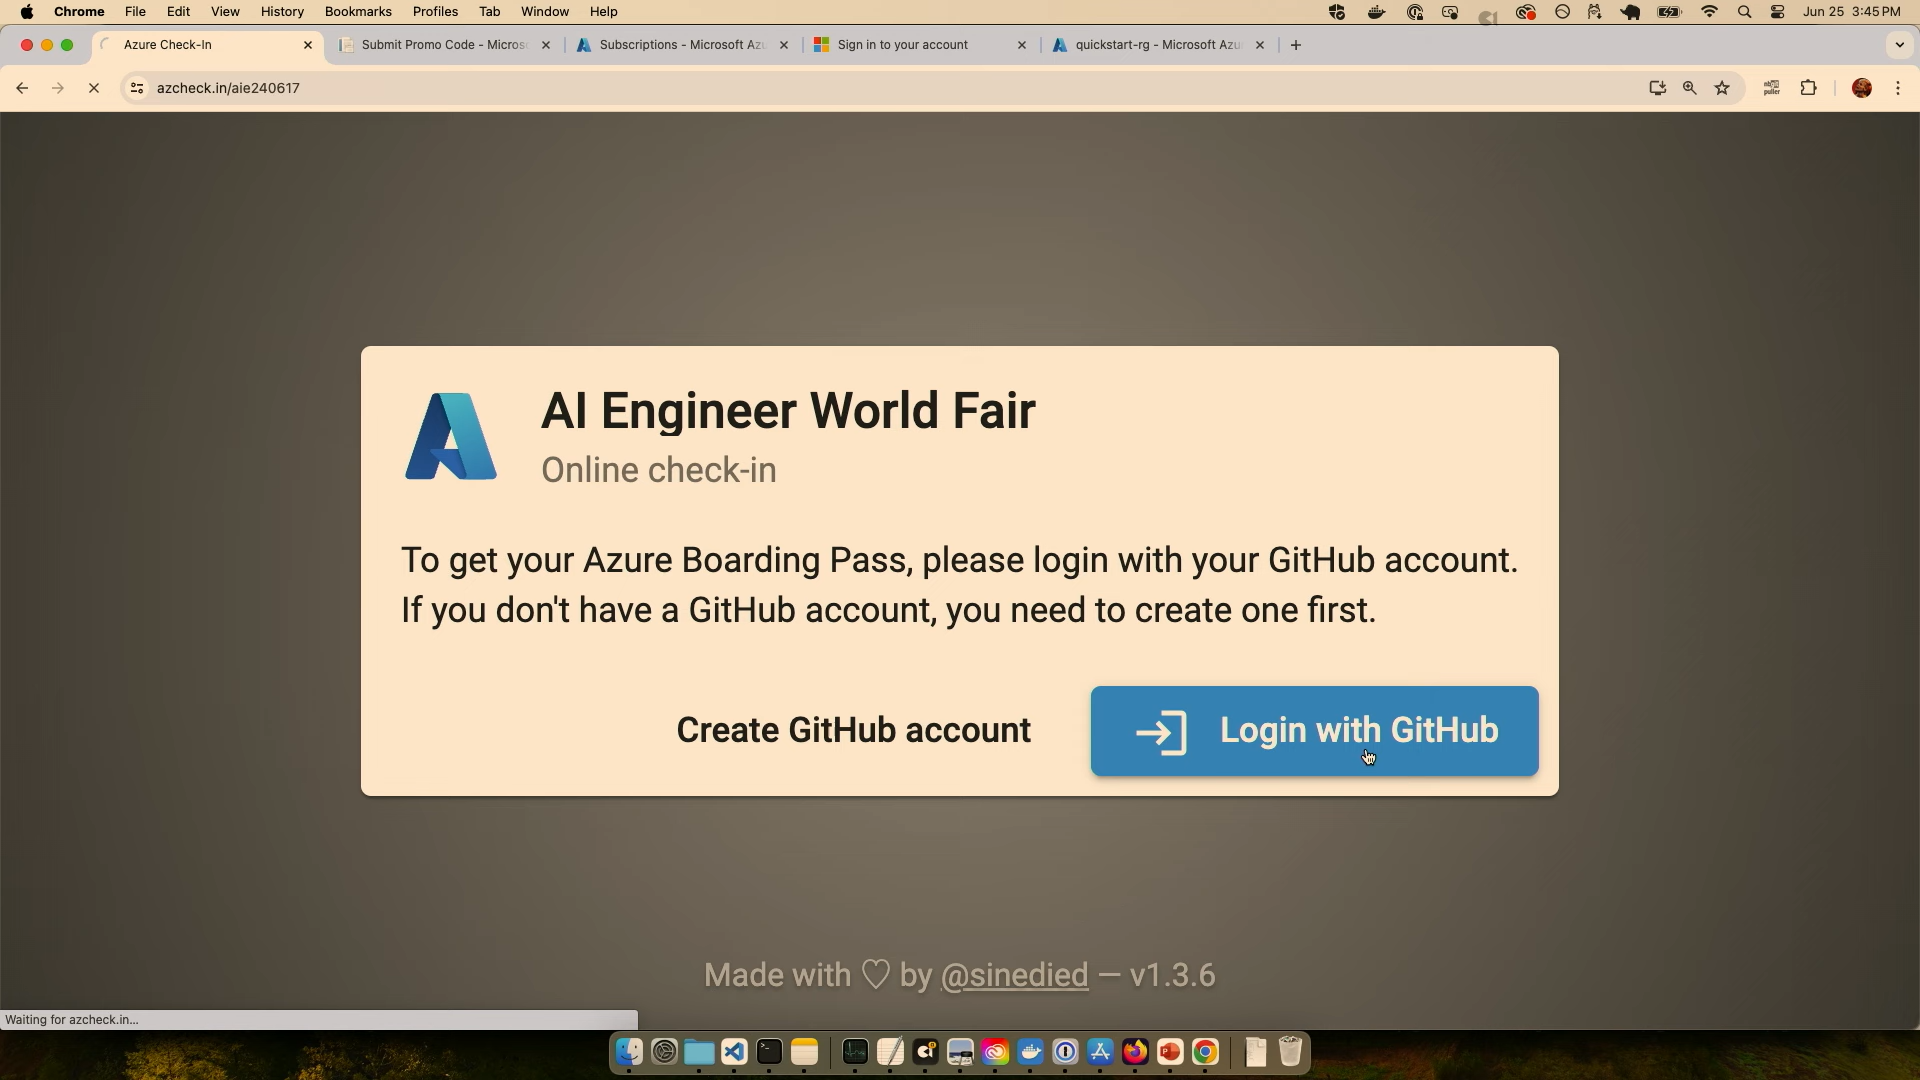 Chrome File Edit View History Bookmarks Profiles Tab Window Help Jun 25 3:45 PM
Azure Check-In Submit Promo Code - Micros Subscriptions - Microsoft Az Sign in to your account quickstart-rg - Microsoft Azu
azcheck.in/aie240617
AI Engineer World Fair
Online check-in
To get your Azure Boarding Pass, please login with your GitHub account.
If you don't have a GitHub account, you need to create one first.
Create GitHub account Login with GitHub
Made with ♡ by @sinedied — v1.3.6
Waiting for azcheck.in...